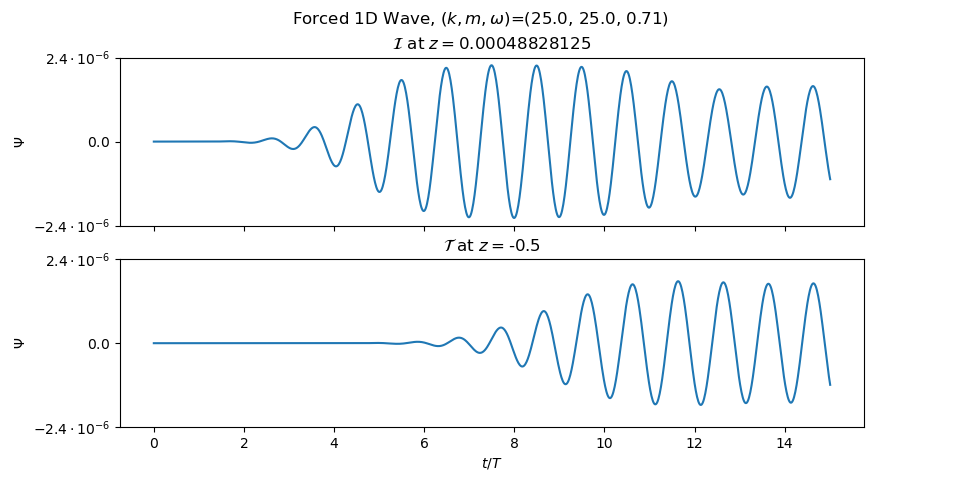 Forced 1D Wave, (k, m, ω)=(25.0, 25.0, 0.71)
𝓘 at z = 0.00048828125
2.4 · 10⁻⁶
0.0
−2.4 · 10⁻⁶
Ψ
𝓣 at z = -0.5
2.4 · 10⁻⁶
0.0
−2.4 · 10⁻⁶
Ψ
0 2 4 6 8 10 12 14
t/T